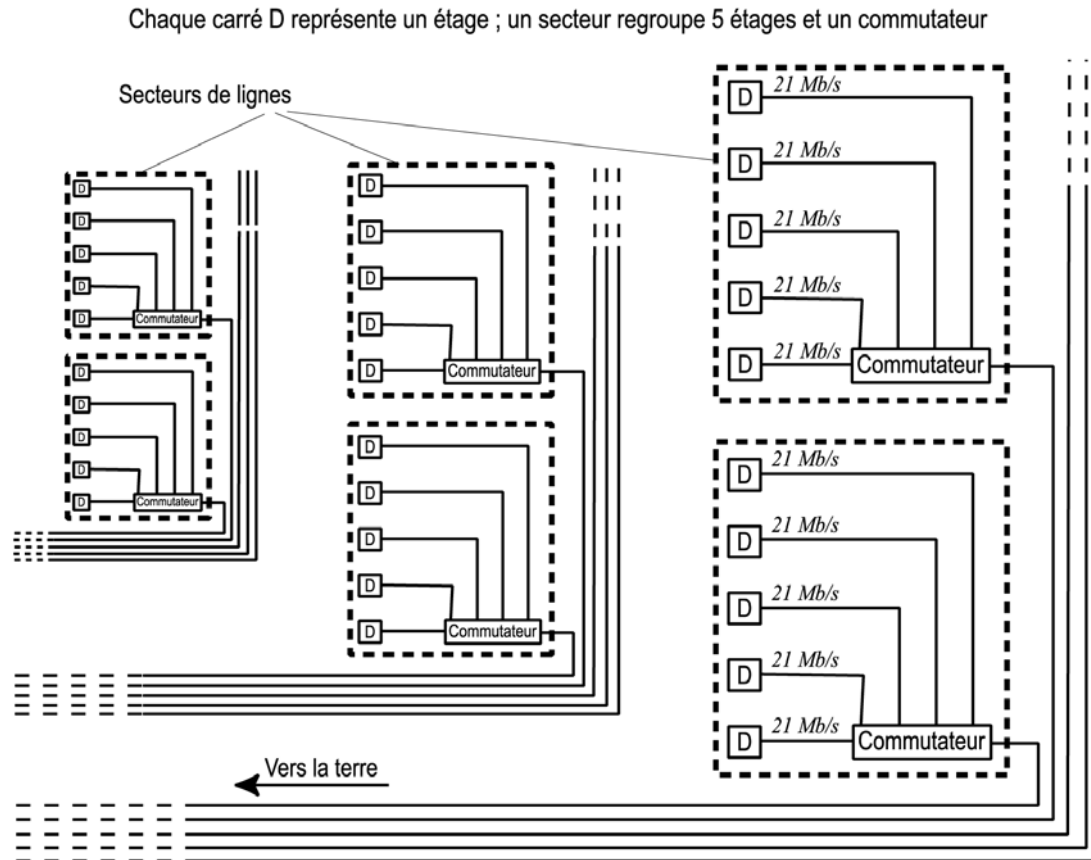 Chaque carré D représente un étage ; un secteur regroupe 5 étages et un commutateur
Secteurs de lignes
D
D
D
D
D
Commutateur
D
D
D
D
D
Commutateur
D
D
D
D
D
Commutateur
D
D
D
D
D
Commutateur
D 21 Mb/s
D 21 Mb/s
D 21 Mb/s
D 21 Mb/s
D 21 Mb/s
Commutateur
D 21 Mb/s
D 21 Mb/s
D 21 Mb/s
D 21 Mb/s
D 21 Mb/s
Commutateur
Vers la terre